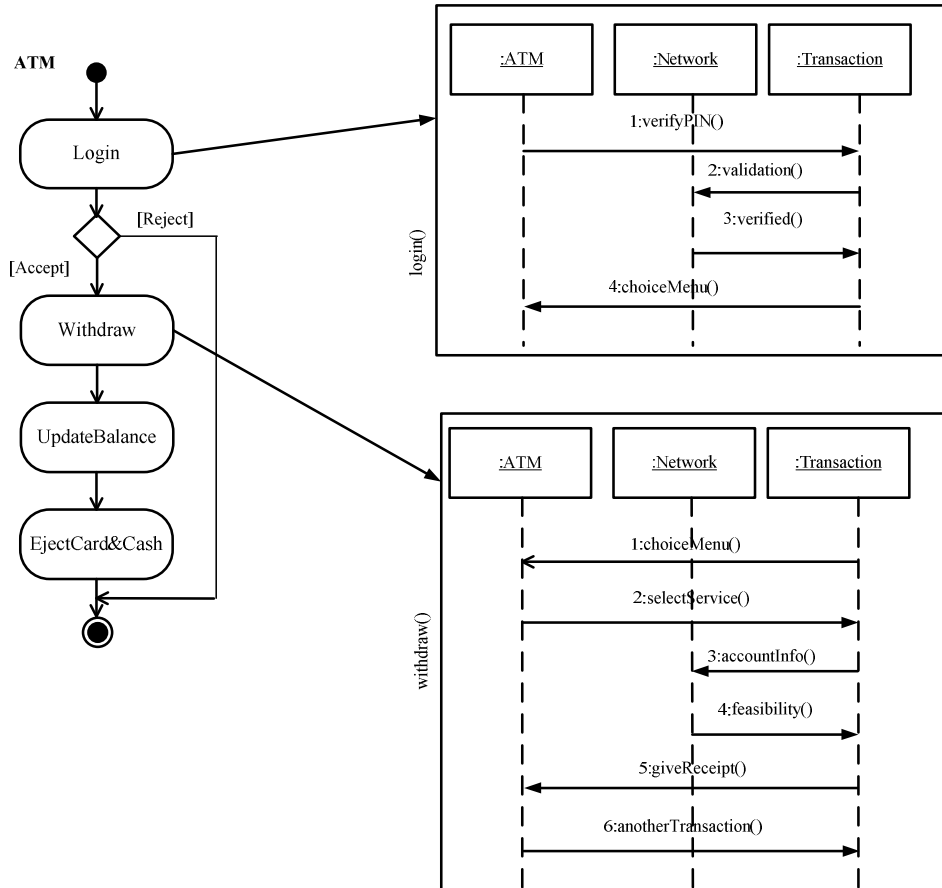 ATM
Login
[Reject]
[Accept]
Withdraw
UpdateBalance
EjectCard&Cash
login()
:ATM
:Network
:Transaction
1:verifyPIN()
2:validation()
3:verified()
4:choiceMenu()
withdraw()
:ATM
:Network
:Transaction
1:choiceMenu()
2:selectService()
3:accountInfo()
4:feasibility()
5:giveReceipt()
6:anotherTransaction()